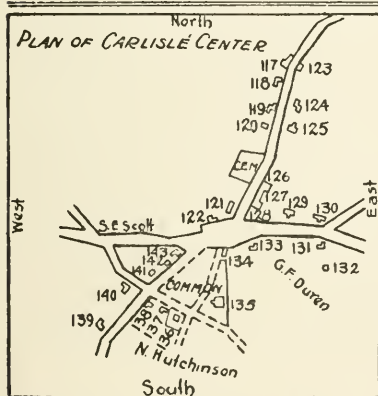 North
PLAN OF CARLISLE CENTER
117
123
118
119
124
120
125
CEM.
126
127
East
West
121
129
130
122
128
S.E. Scott
133
131
143
134
142
G.F. Duren
132
141
COMMON
140
135
138
137
136
139
N. Hutchinson
South